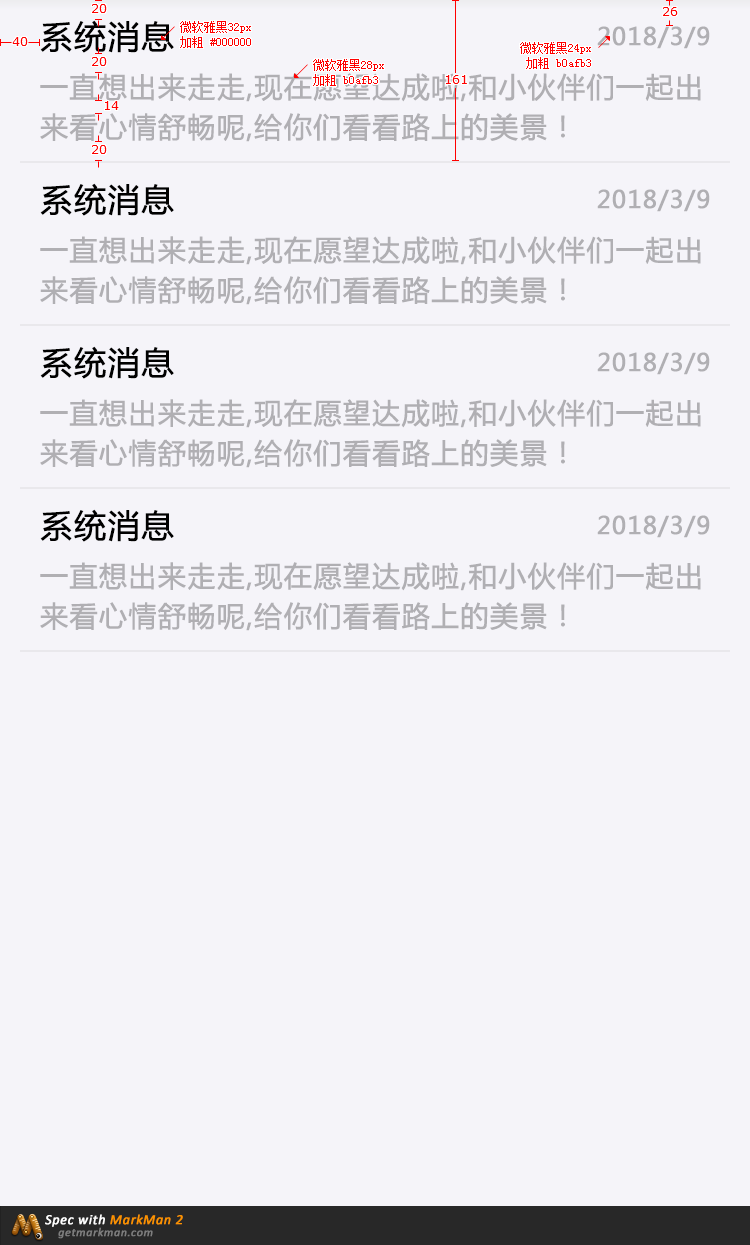 20
26
系统消息
微软雅黑32px
加粗 #000000
2018/3/9
40
微软雅黑24px
加粗 b0afb3
20
微软雅黑28px
加粗 b0afb3
161
一直想出来走走,现在愿望达成啦,和小伙伴们一起出
14
来看心情舒畅呢,给你们看看路上的美景！
20
系统消息
2018/3/9
一直想出来走走,现在愿望达成啦,和小伙伴们一起出
来看心情舒畅呢,给你们看看路上的美景！
系统消息
2018/3/9
一直想出来走走,现在愿望达成啦,和小伙伴们一起出
来看心情舒畅呢,给你们看看路上的美景！
系统消息
2018/3/9
一直想出来走走,现在愿望达成啦,和小伙伴们一起出
来看心情舒畅呢,给你们看看路上的美景！
Spec with MarkMan 2
getmarkman.com